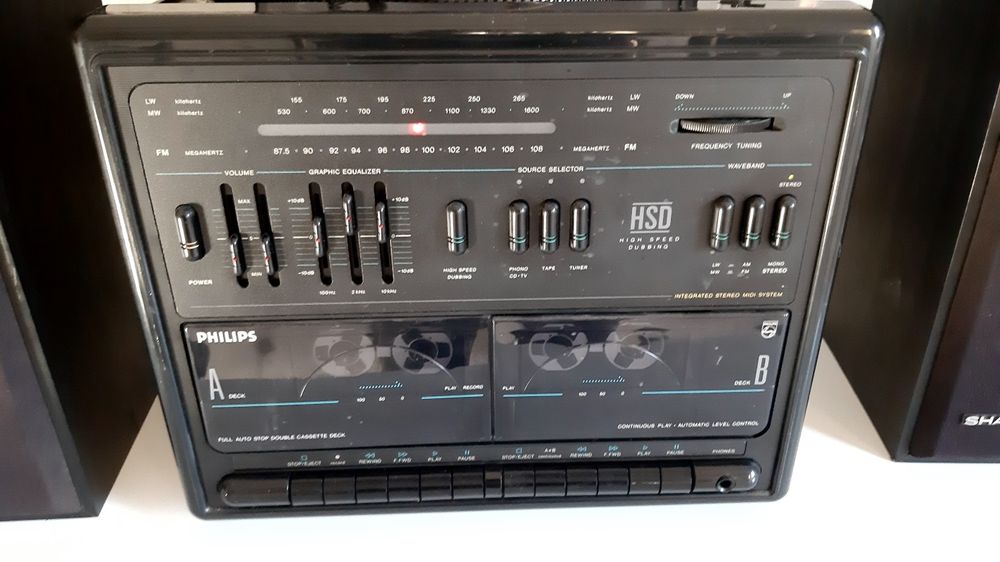 LW kilohertz 155 175 195 225 250 265 kilohertz LW
MW kilohertz 530 600 700 870 1100 1330 1600 kilohertz MW
DOWN UP
FM MEGAHERTZ 87.5 90 92 94 96 98 100 102 104 106 108 MEGAHERTZ FM
FREQUENCY TUNING
VOLUME GRAPHIC EQUALIZER SOURCE SELECTOR WAVEBAND
STEREO
MAX +10dB +10dB
HSD
HIGH SPEED
DUBBING
MIN -10dB -10dB
POWER
100Hz 2kHz 10kHz
HIGH SPEED
DUBBING
PHONO
CD•TV
TAPE
TUNER
LW AM MONO
MW FM STEREO
INTEGRATED STEREO MIDI SYSTEM
PHILIPS
A DECK
PLAY RECORD
100 50 0
PLAY
100 50 0
DECK B
FULL AUTO STOP DOUBLE CASSETTE DECK
CONTINUOUS PLAY • AUTOMATIC LEVEL CONTROL
STOP/EJECT RECORD REWIND F.FWD PLAY PAUSE STOP/EJECT A+B CONTINUOUS REWIND F.FWD PLAY PAUSE PHONES
SHA